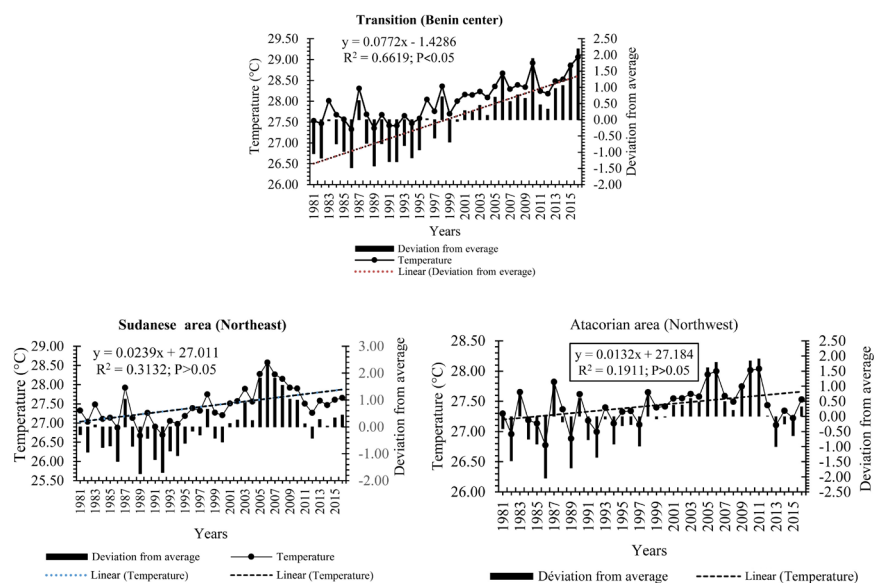 Transition (Benin center)
y = 0.0772x - 1.4286
R² = 0.6619; P<0.05
Temperature (°C)
29.50
29.00
28.50
28.00
27.50
27.00
26.50
26.00
2.50
2.00
1.50
1.00
0.50
0.00
-0.50
-1.00
-1.50
-2.00
Deviation from average
1981 1983 1985 1987 1989 1991 1993 1995 1997 1999 2001 2003 2005 2007 2009 2011 2013 2015
Years
Deviation from everage
Temperature
Linear (Deviation from everage)
Sudanese area (Northeast)
y = 0.0239x + 27.011
R² = 0.3132; P>0.05
Temperature (°C)
29.00
28.50
28.00
27.50
27.00
26.50
26.00
25.50
3.00
2.00
1.00
0.00
-1.00
-2.00
Deviation from average
1981 1983 1985 1987 1989 1991 1993 1995 1997 1999 2001 2003 2005 2007 2009 2011 2013 2015
Years
Deviation from average
Temperature
Linear (Temperature)
Linear (Temperature)
Atacorian area (Northwest)
y = 0.0132x + 27.184
R² = 0.1911; P>0.05
Temperature (°C)
28.50
28.00
27.50
27.00
26.50
26.00
2.50
2.00
1.50
1.00
0.50
0.00
-0.50
-1.00
-1.50
-2.00
-2.50
Deviation from average
1981 1983 1985 1987 1989 1991 1993 1995 1997 1999 2001 2003 2005 2007 2009 2011 2013 2015
Years
Déviation from average
Linear (Temperature)